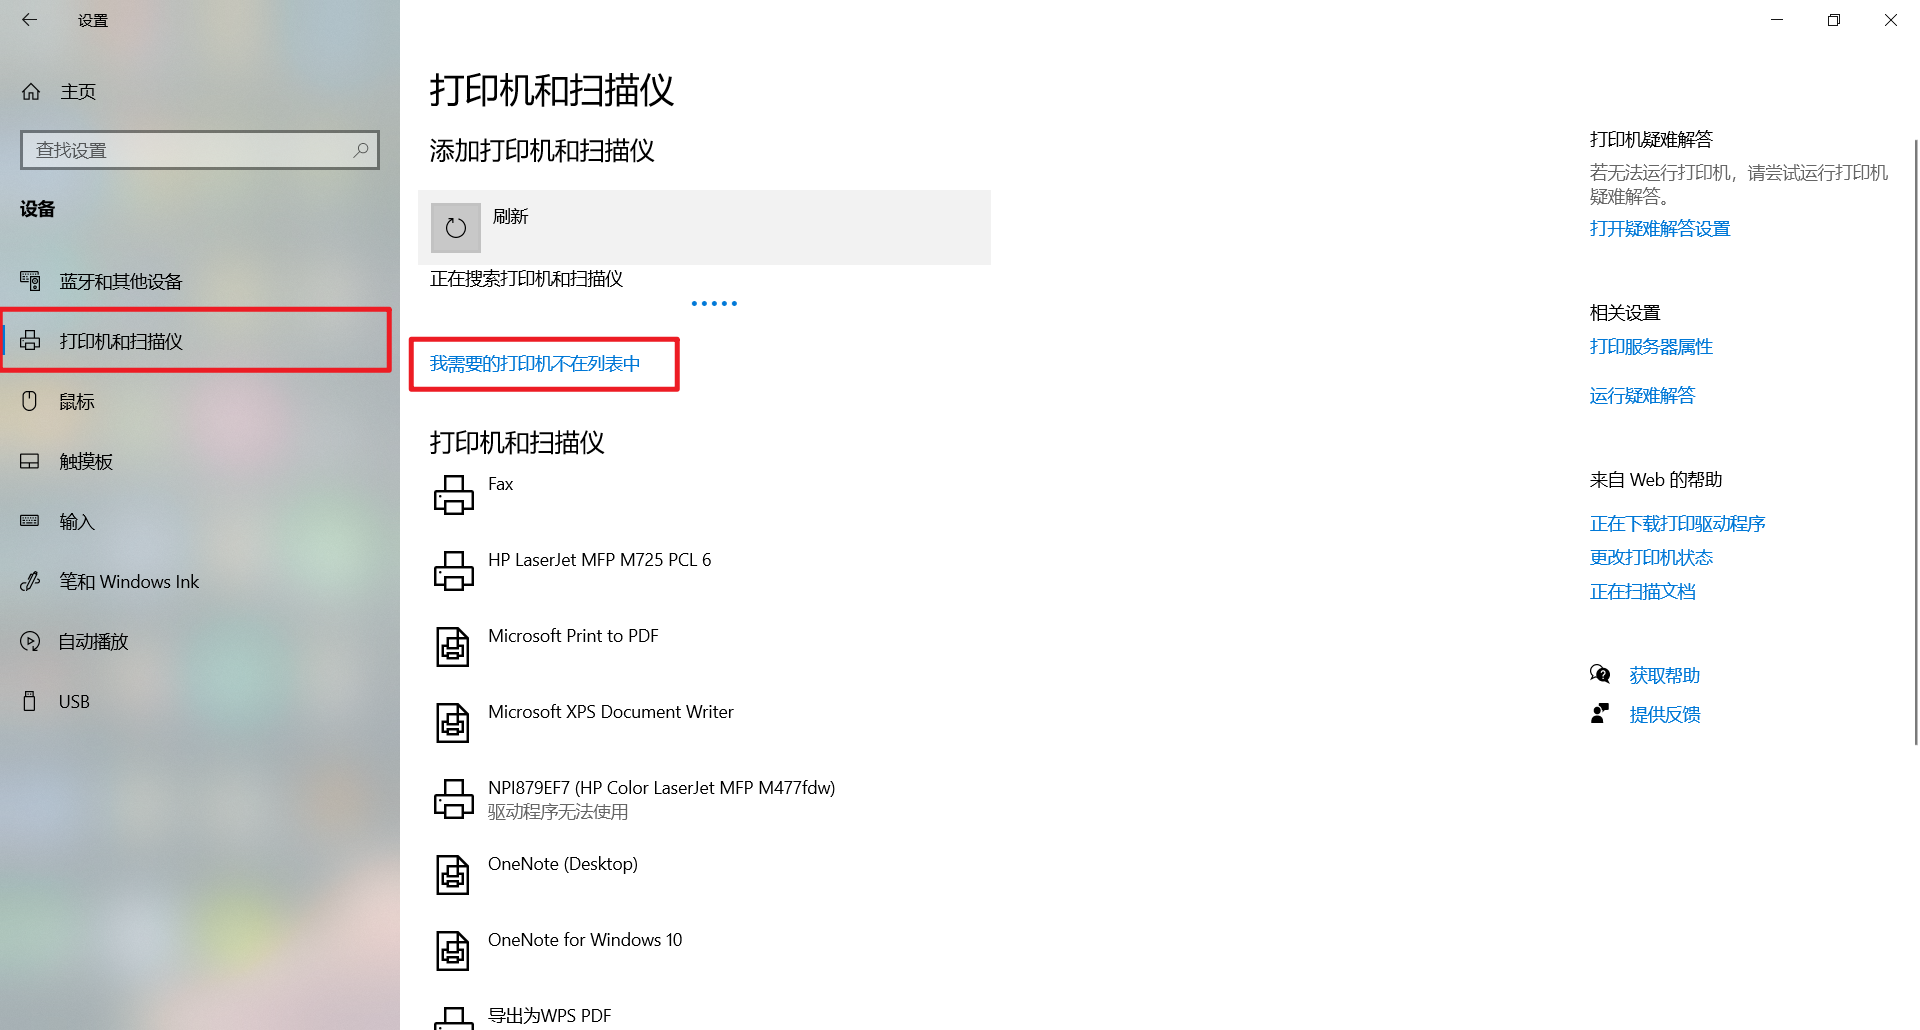 设置
主页
查找设置
设备
蓝牙和其他设备
打印机和扫描仪
鼠标
触摸板
输入
笔和 Windows Ink
自动播放
USB
打印机和扫描仪
添加打印机和扫描仪
刷新
正在搜索打印机和扫描仪
我需要的打印机不在列表中
打印机和扫描仪
Fax
HP LaserJet MFP M725 PCL 6
Microsoft Print to PDF
Microsoft XPS Document Writer
NPI879EF7 (HP Color LaserJet MFP M477fdw)
驱动程序无法使用
OneNote (Desktop)
OneNote for Windows 10
导出为WPS PDF
打印机疑难解答
若无法运行打印机，请尝试运行打印机
疑难解答。
打开疑难解答设置
相关设置
打印服务器属性
运行疑难解答
来自 Web 的帮助
正在下载打印驱动程序
更改打印机状态
正在扫描文档
获取帮助
提供反馈